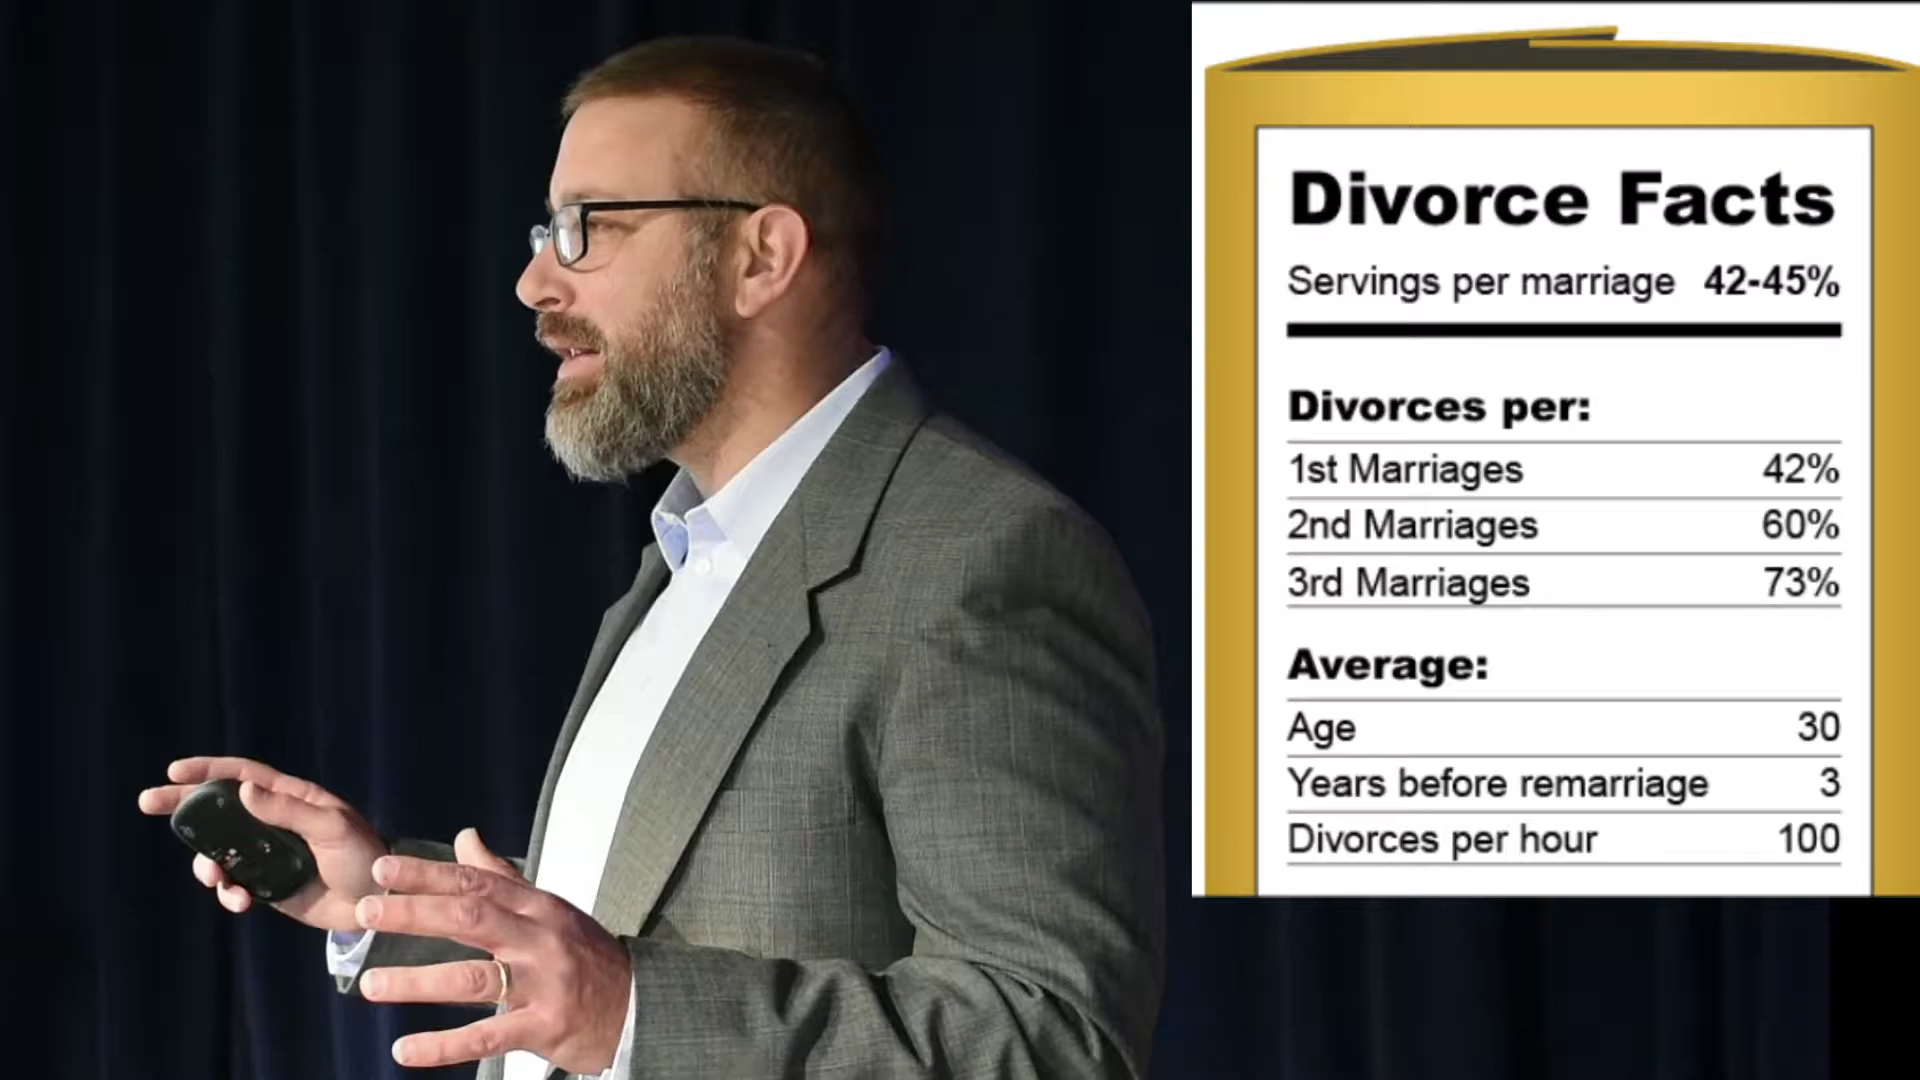 Divorce Facts
Servings per marriage 42-45%
Divorces per:
1st Marriages 42%
2nd Marriages 60%
3rd Marriages 73%
Average:
Age 30
Years before remarriage 3
Divorces per hour 100